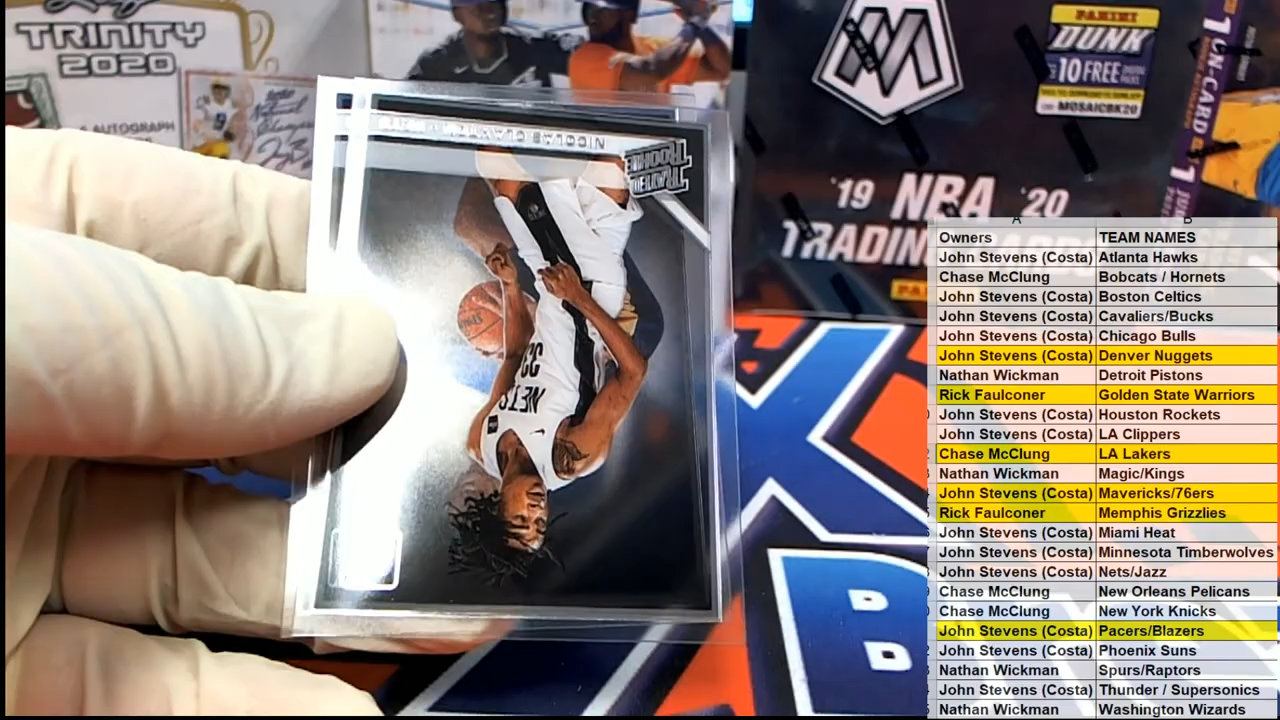 TRINITY
2020
AUTOGRAPH
NICOLAS CLAXTON
RATED
ROOKIE
33
NETS
PANINI
DUNK
10 FREE
MOSAICBK20
1 ON-CARD
'19 NBA '20
TRADING
A B
Owners TEAM NAMES
John Stevens (Costa) Atlanta Hawks
Chase McClung Bobcats / Hornets
John Stevens (Costa) Boston Celtics
John Stevens (Costa) Cavaliers/Bucks
John Stevens (Costa) Chicago Bulls
John Stevens (Costa) Denver Nuggets
Nathan Wickman Detroit Pistons
Rick Faulconer Golden State Warriors
John Stevens (Costa) Houston Rockets
John Stevens (Costa) LA Clippers
Chase McClung LA Lakers
Nathan Wickman Magic/Kings
John Stevens (Costa) Mavericks/76ers
Rick Faulconer Memphis Grizzlies
John Stevens (Costa) Miami Heat
John Stevens (Costa) Minnesota Timberwolves
John Stevens (Costa) Nets/Jazz
Chase McClung New Orleans Pelicans
Chase McClung New York Knicks
John Stevens (Costa) Pacers/Blazers
John Stevens (Costa) Phoenix Suns
Nathan Wickman Spurs/Raptors
John Stevens (Costa) Thunder / Supersonics
Nathan Wickman Washington Wizards